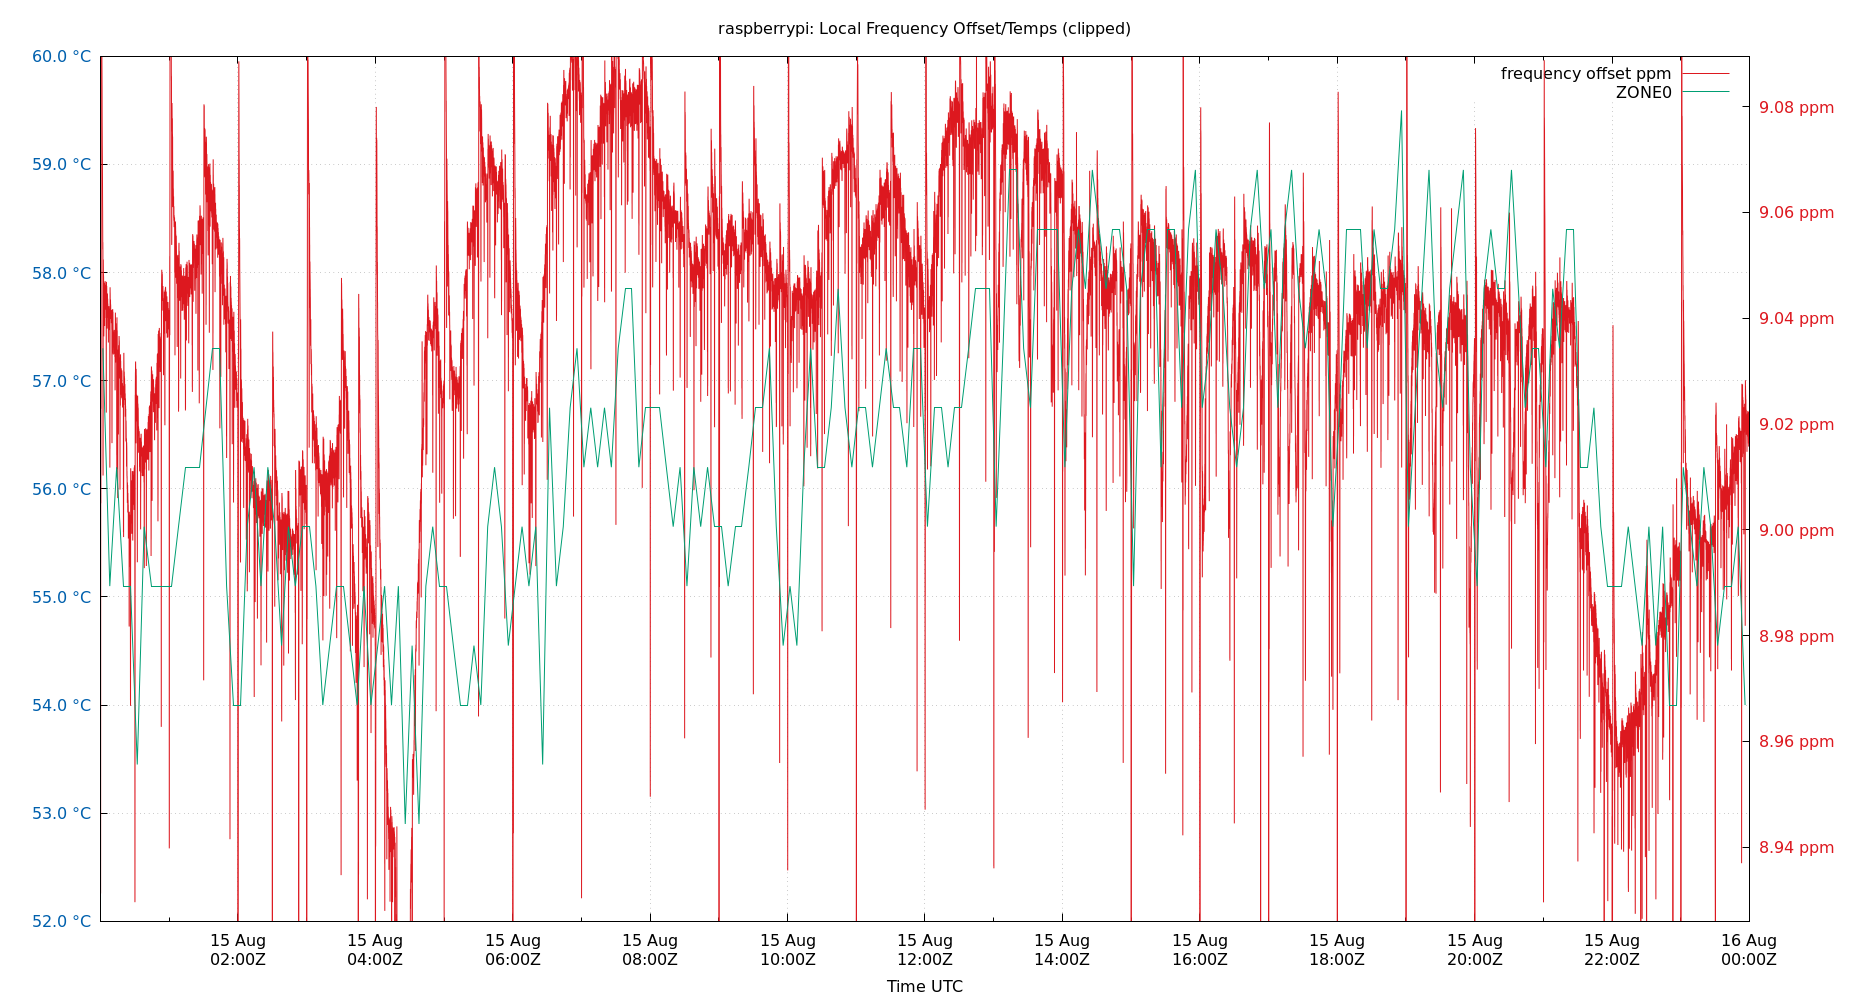 raspberrypi: Local Frequency Offset/Temps (clipped)
frequency offset ppm
ZONE0
60.0 °C
59.0 °C
58.0 °C
57.0 °C
56.0 °C
55.0 °C
54.0 °C
53.0 °C
52.0 °C
9.08 ppm
9.06 ppm
9.04 ppm
9.02 ppm
9.00 ppm
8.98 ppm
8.96 ppm
8.94 ppm
15 Aug 15 Aug 15 Aug 15 Aug 15 Aug 15 Aug 15 Aug 15 Aug 15 Aug 15 Aug 15 Aug 16 Aug
02:00Z 04:00Z 06:00Z 08:00Z 10:00Z 12:00Z 14:00Z 16:00Z 18:00Z 20:00Z 22:00Z 00:00Z
Time UTC